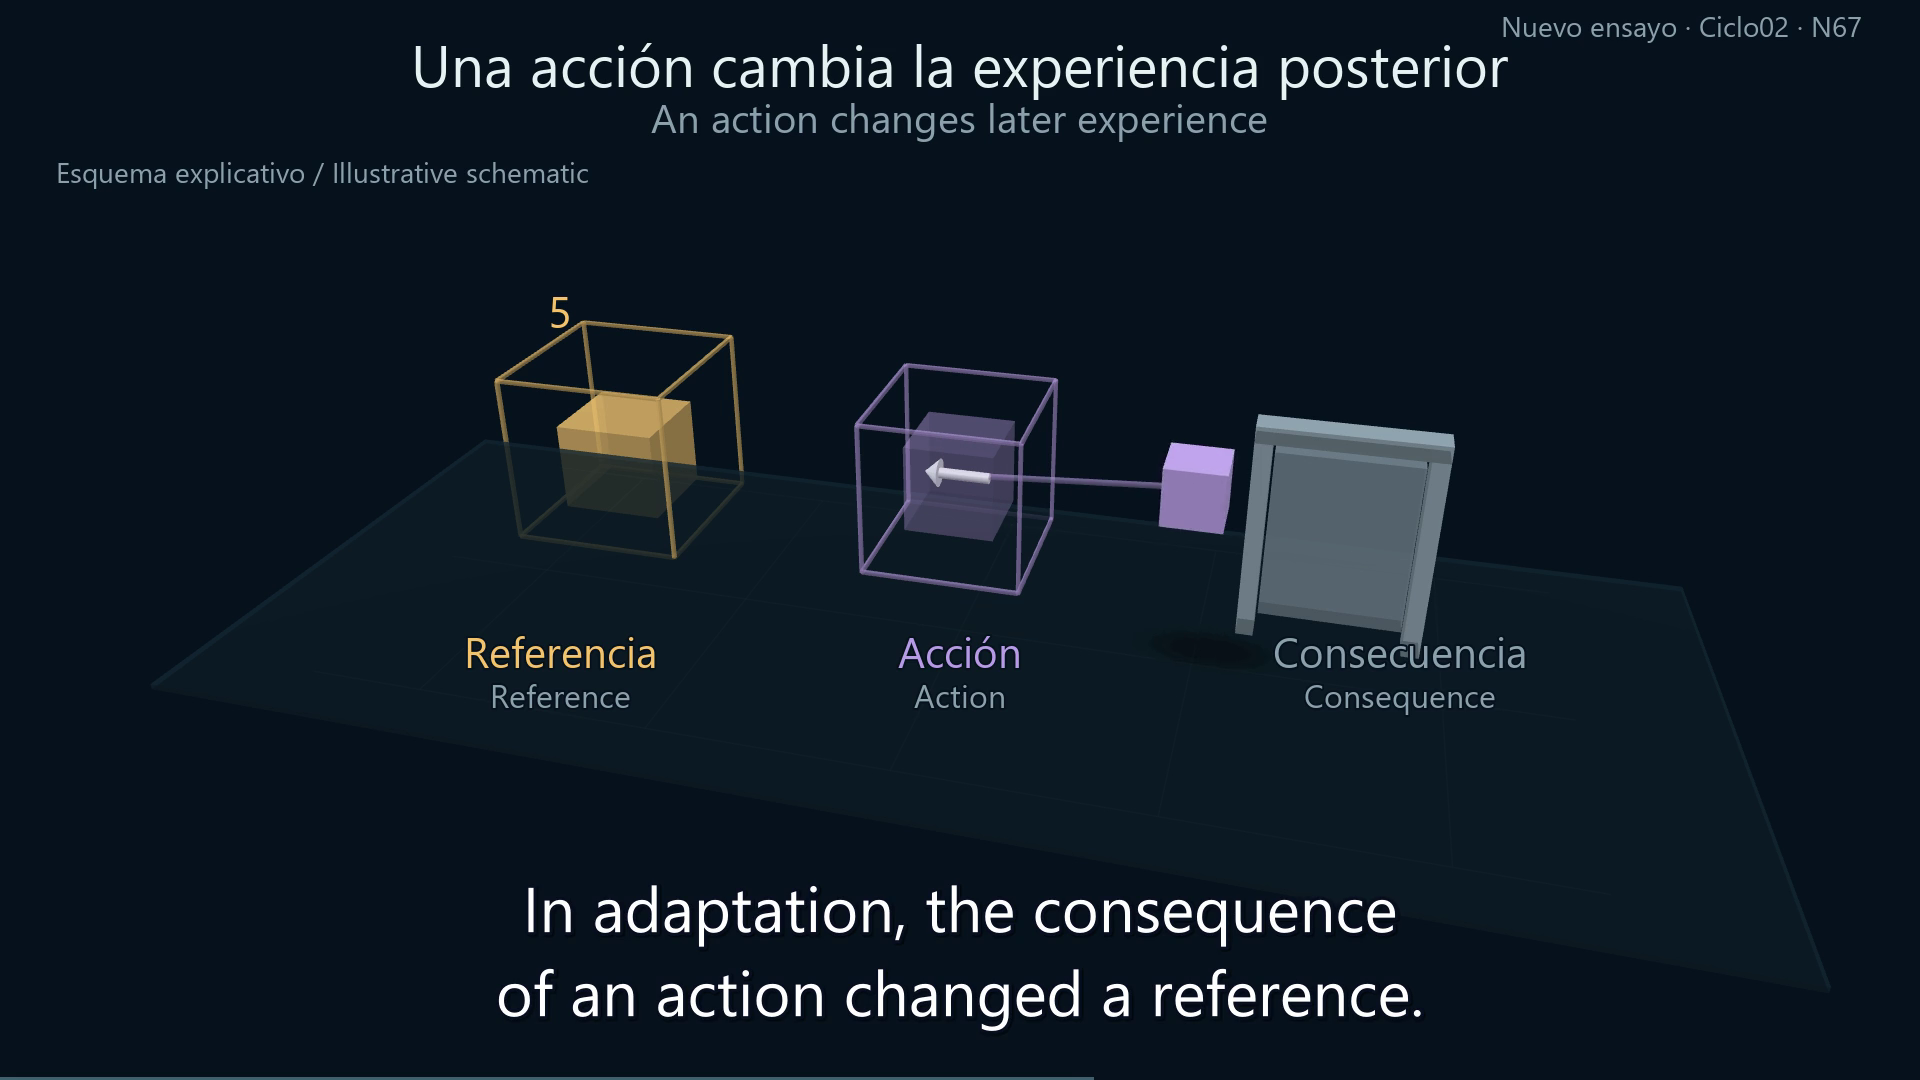 Nuevo ensayo · Ciclo02 · N67
Una acción cambia la experiencia posterior
An action changes later experience
Esquema explicativo / Illustrative schematic
5
Referencia
Reference
Acción
Action
Consecuencia
Consequence
In adaptation, the consequence
of an action changed a reference.